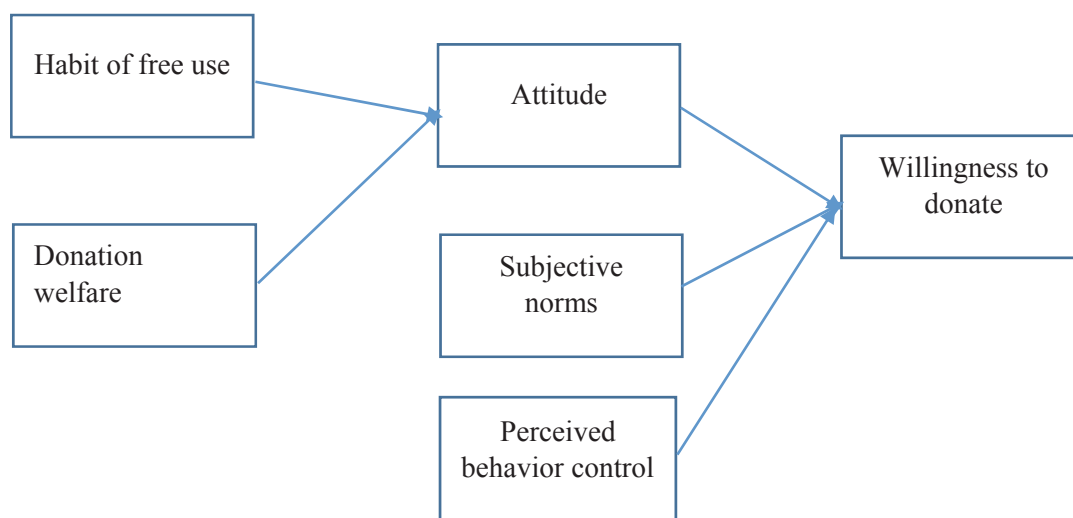 Habit of free use
Attitude
Willingness to
donate
Donation
welfare
Subjective
norms
Perceived
behavior control